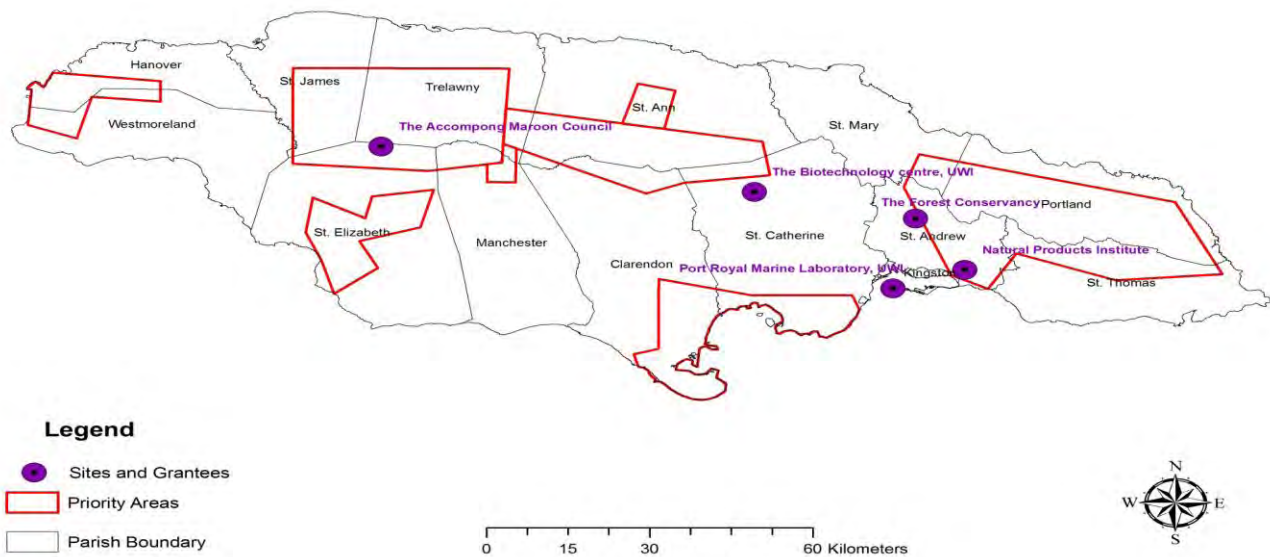 Hanover
St. James
Trelawny
St. Ann
St. Mary
Westmoreland
The Accompong Maroon Council
The Biotechnology centre, UWI
The Forest Conservancy
Portland
St. Elizabeth
Manchester
St. Catherine
St. Andrew
Natural Products Institute
Clarendon
Port Royal Marine Laboratory, UWI
Kingston
St. Thomas
Legend
Sites and Grantees
Priority Areas
Parish Boundary
0 15 30 60 Kilometers
N
W E
S